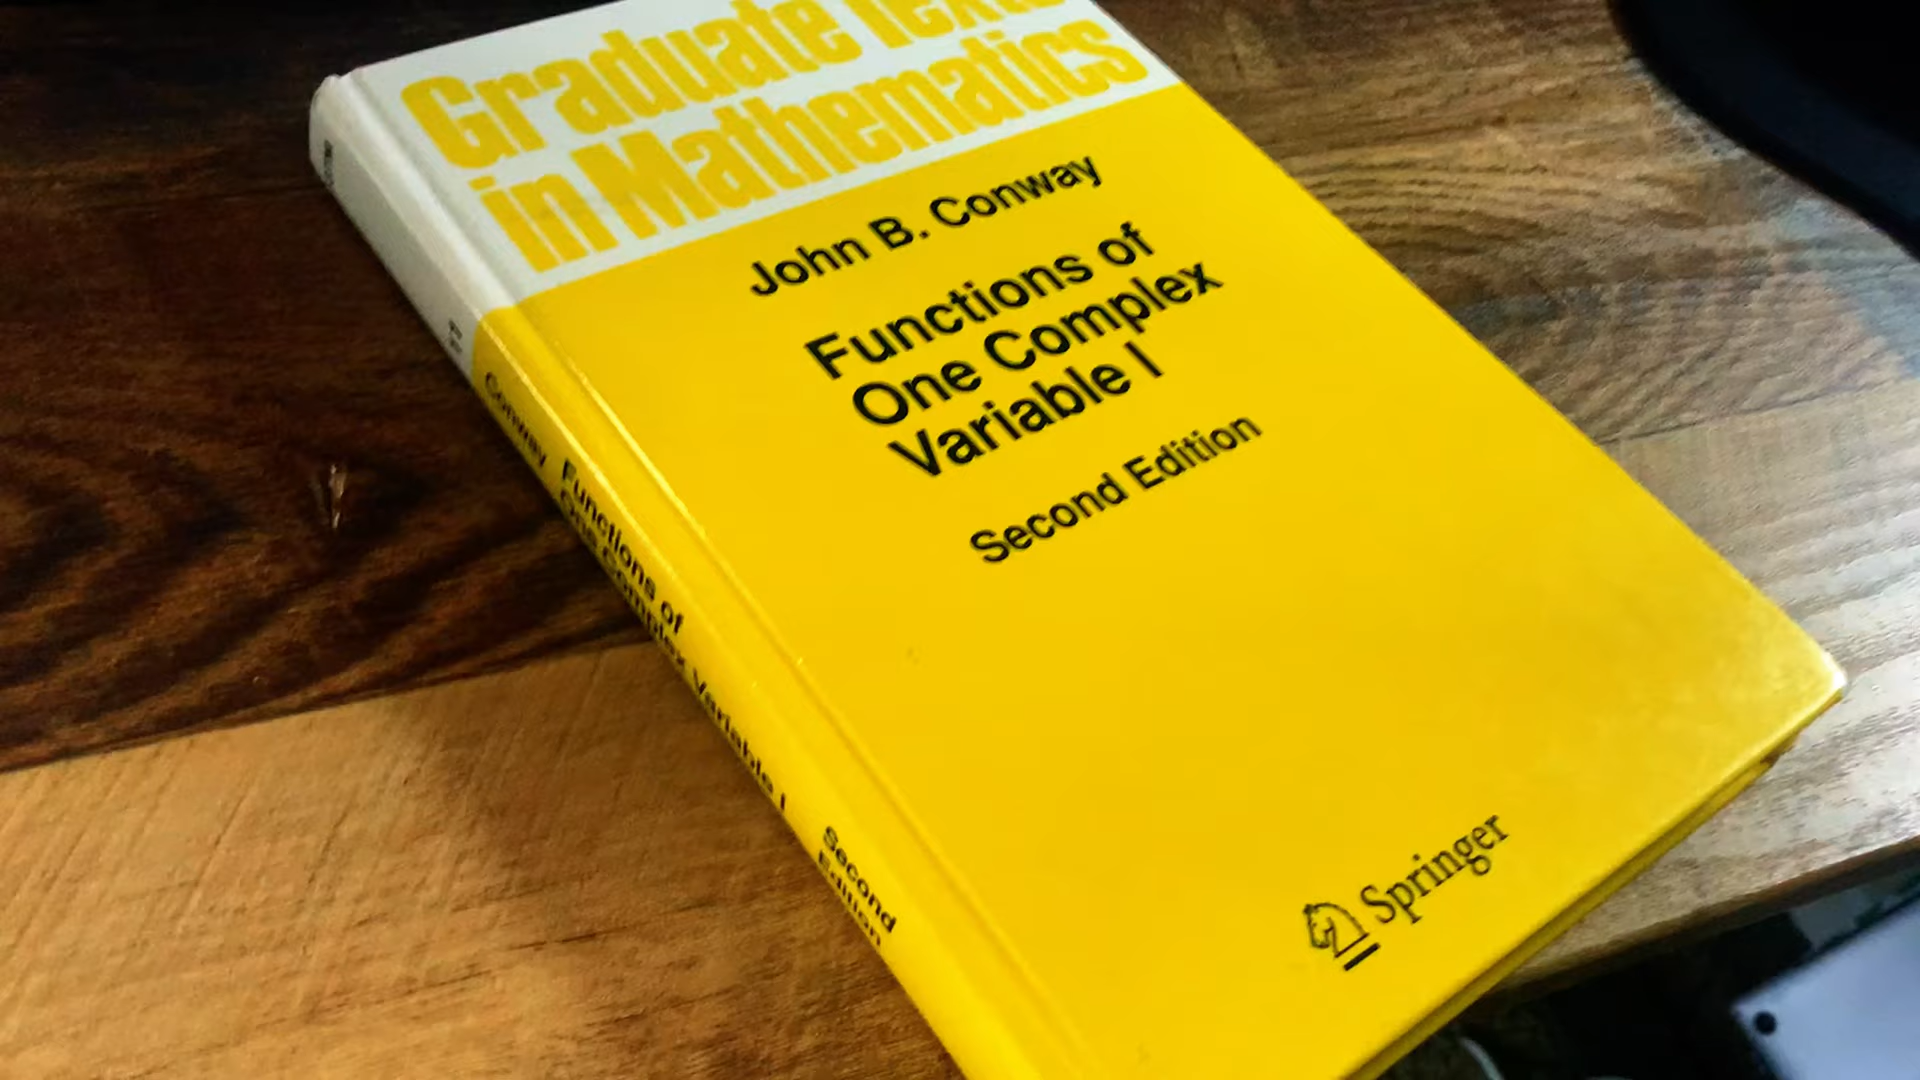 Graduate Texts
in Mathematics
John B. Conway
Functions of
One Complex
Variable I
Second Edition
Springer
Conway
Functions of
One Complex Variable I
Second
Edition